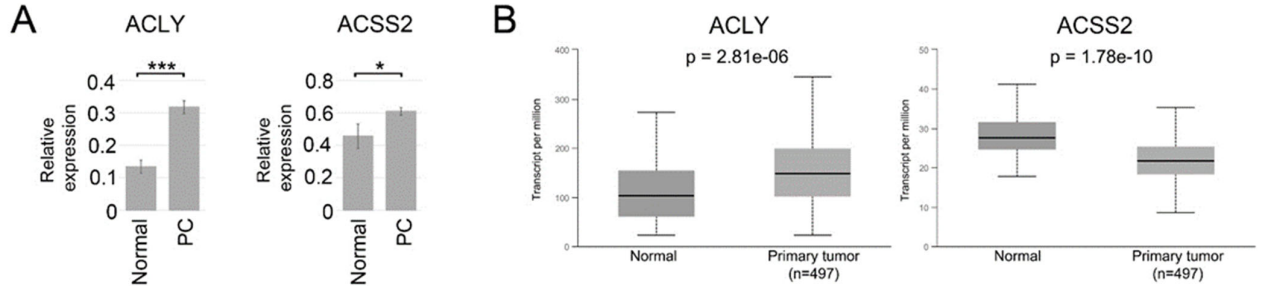 A
ACLY
***
0.4
0.3
0.2
0.1
0
Relative
expression
Normal
PC
ACSS2
*
0.8
0.6
0.4
0.2
0
Relative
expression
Normal
PC
B
ACLY
p = 2.81e-06
400
300
200
100
0
Transcript per million
Normal
Primary tumor
(n=497)
ACSS2
p = 1.78e-10
50
40
30
20
10
0
Transcript per million
Normal
Primary tumor
(n=497)